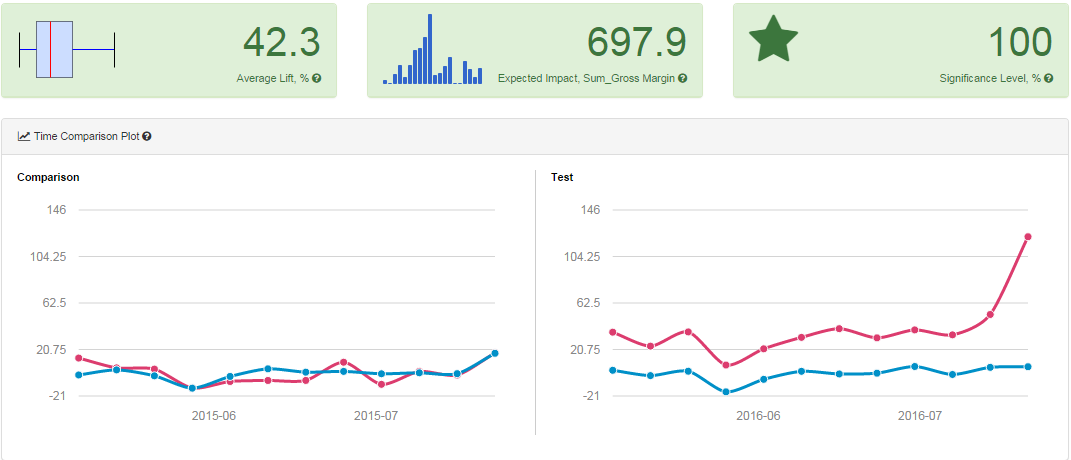 42.3
Average Lift, %
697.9
Expected Impact, Sum_Gross Margin
100
Significance Level, %
Time Comparison Plot
Comparison
146
104.25
62.5
20.75
-21
2015-06
2015-07
Test
146
104.25
62.5
20.75
-21
2016-06
2016-07